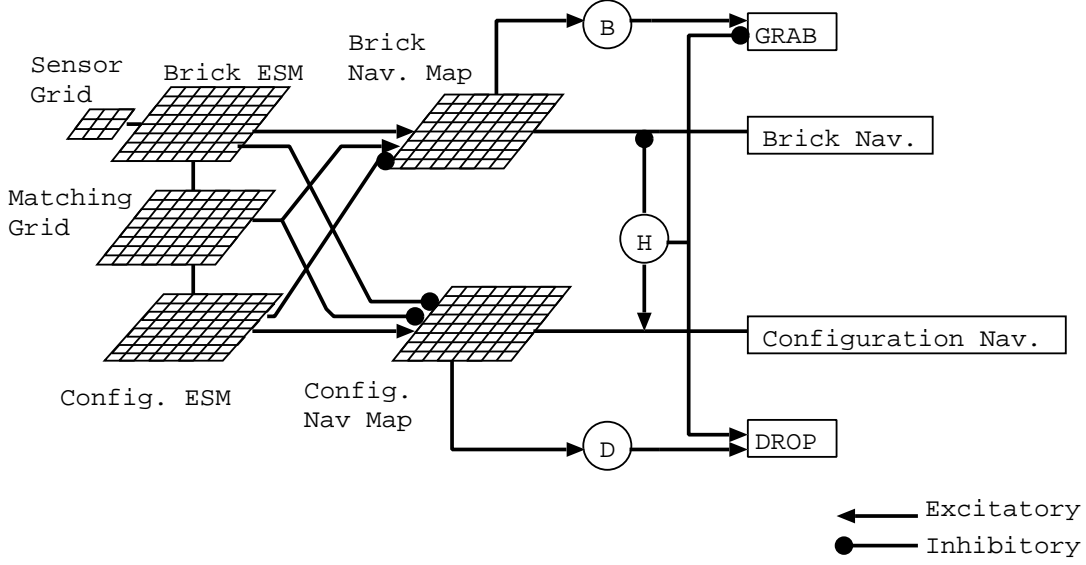 B
GRAB
Brick
Nav. Map
Sensor
Grid
Brick ESM
Brick Nav.
Matching
Grid
H
Configuration Nav.
Config. ESM
Config.
Nav Map
D
DROP
Excitatory
Inhibitory